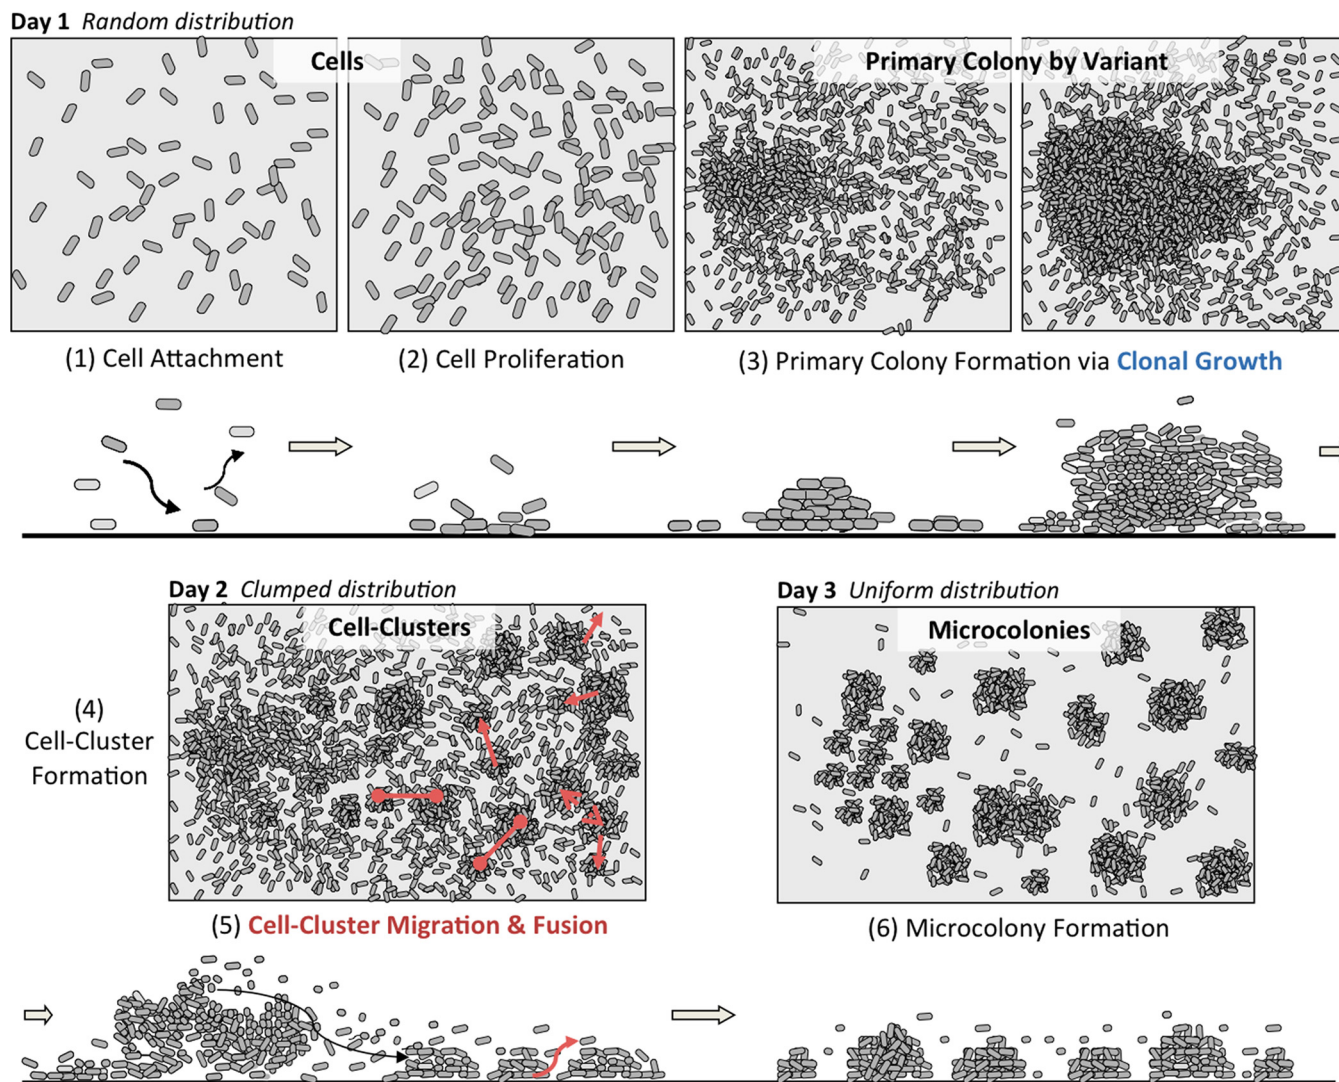 Day 1 Random distribution
Cells
Primary Colony by Variant
(1) Cell Attachment
(2) Cell Proliferation
(3) Primary Colony Formation via Clonal Growth
Day 2 Clumped distribution
Cell-Clusters
(4)
Cell-Cluster
Formation
(5) Cell-Cluster Migration & Fusion
Day 3 Uniform distribution
Microcolonies
(6) Microcolony Formation